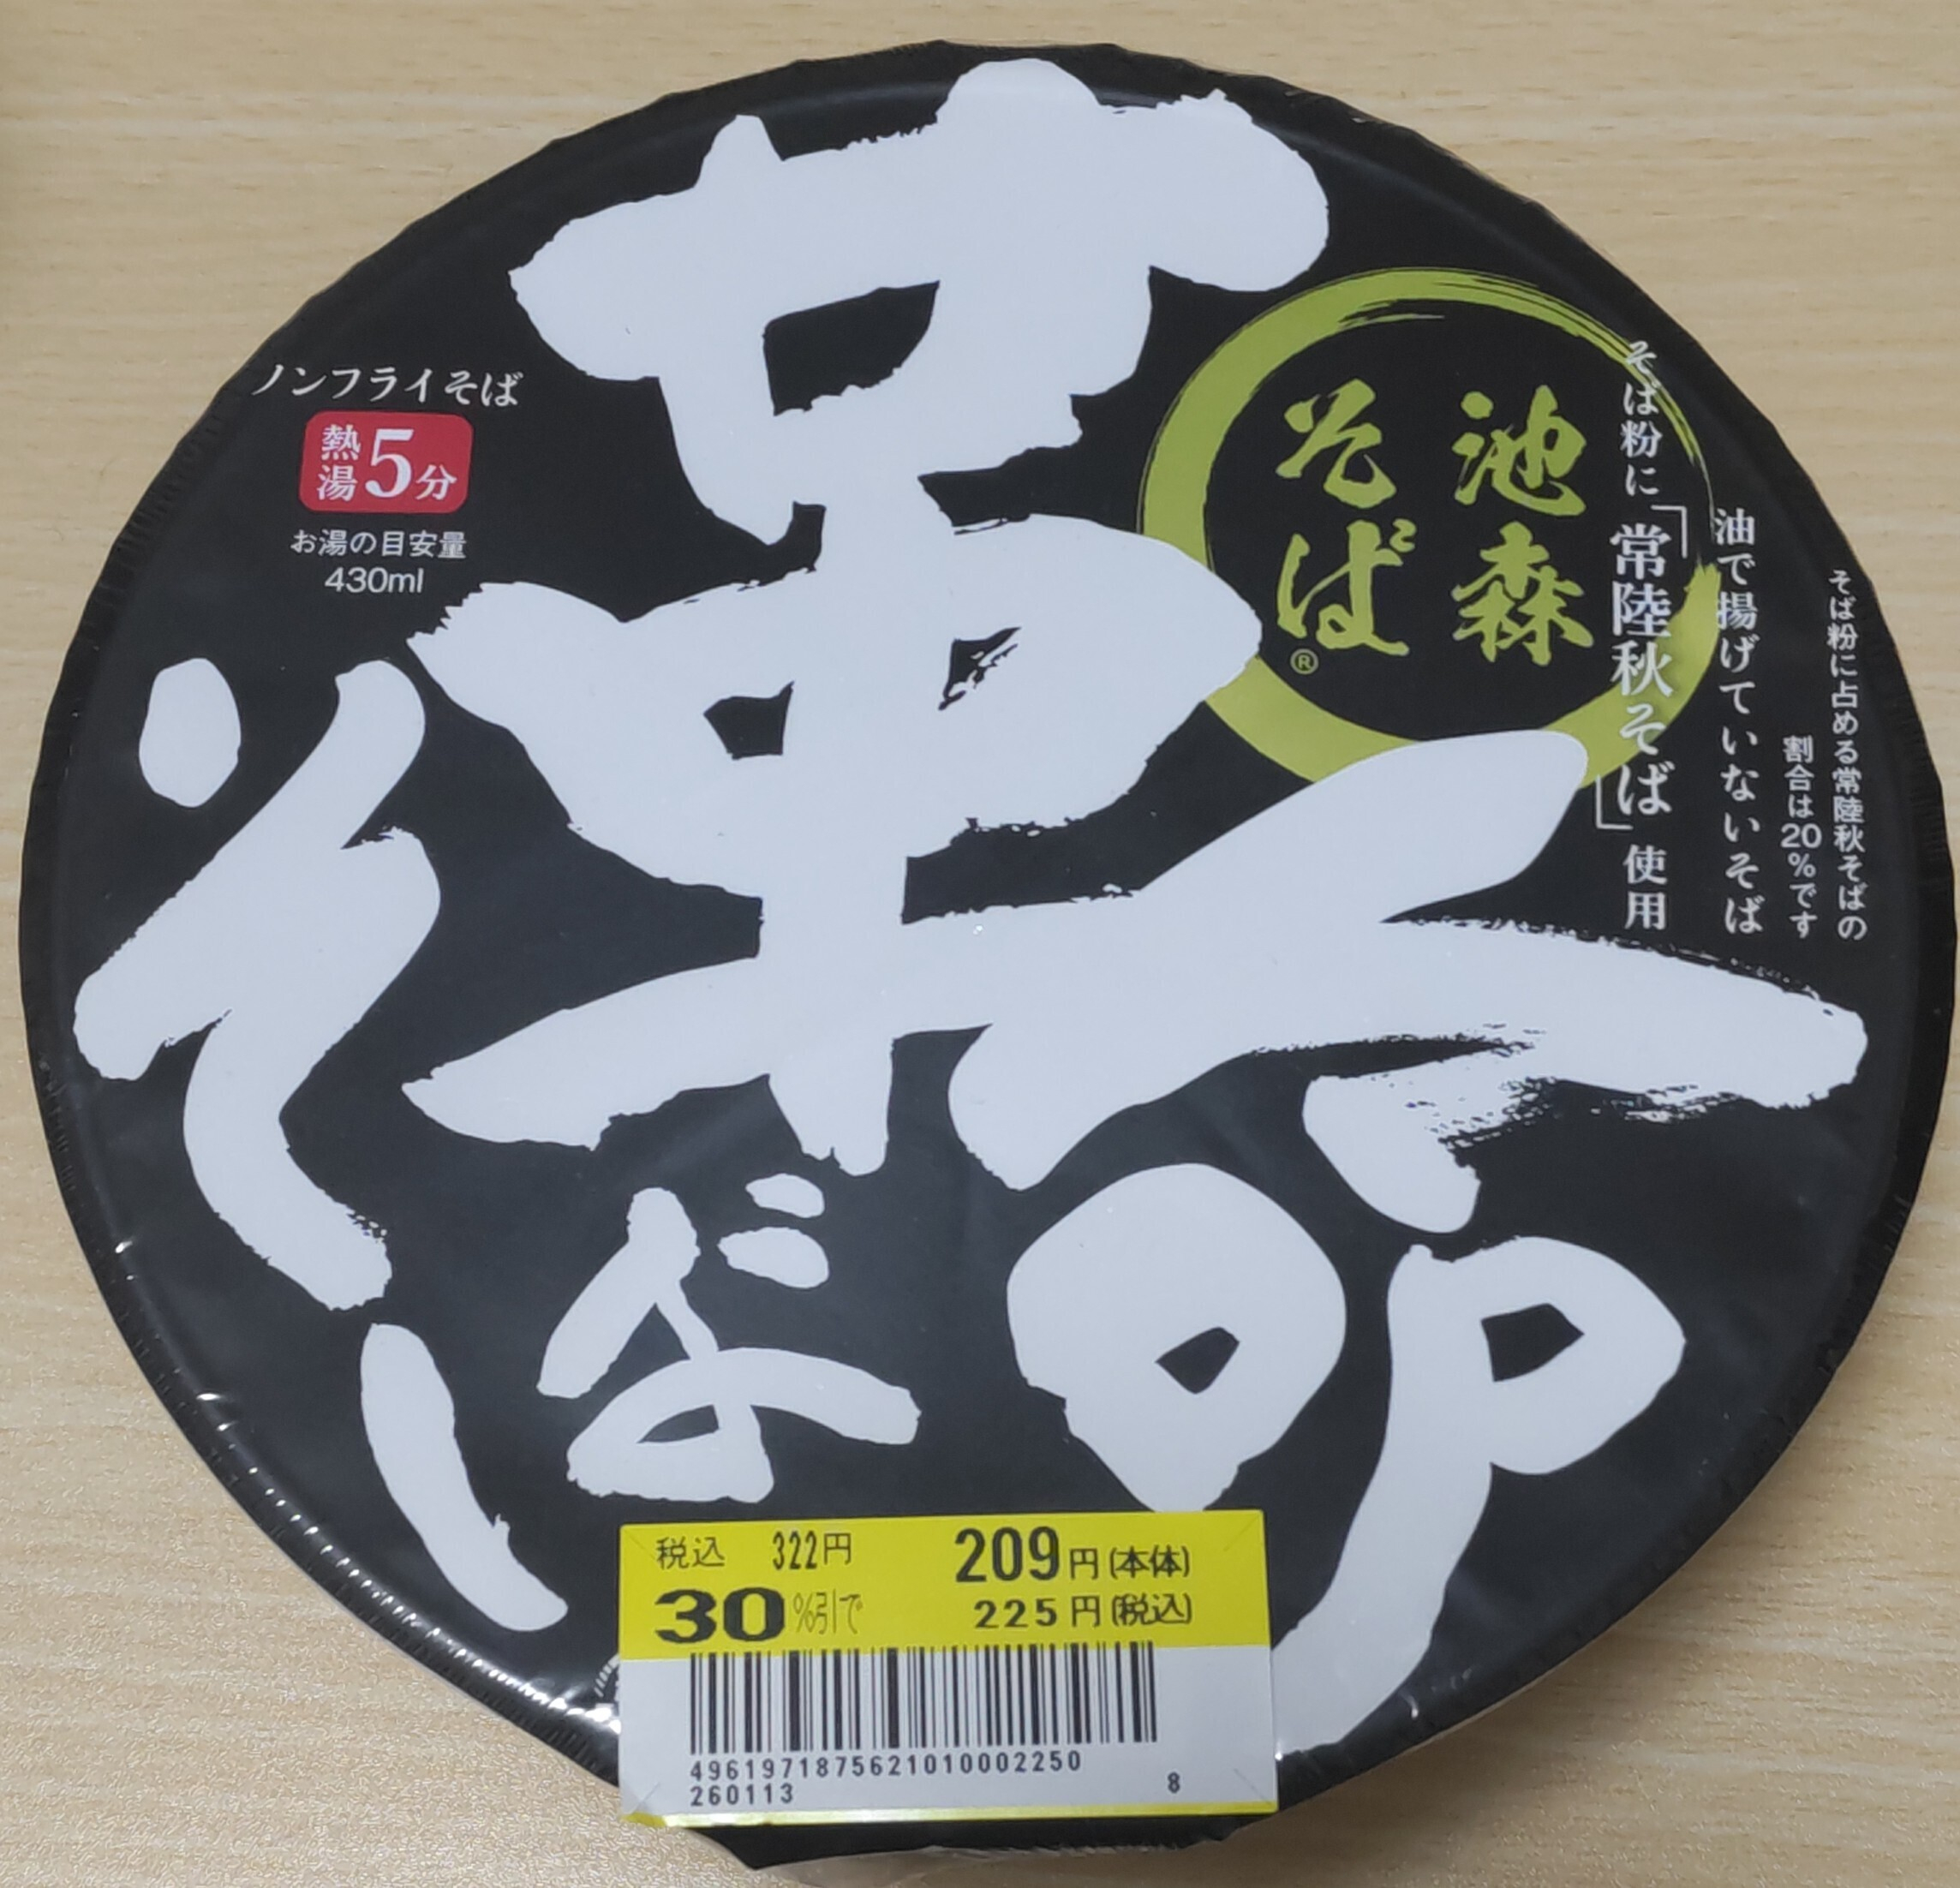 革命
そば
池森
そば®
ノンフライそば
熱湯5分
お湯の目安量
430ml
そば粉に占める常陸秋そばの
割合は20%です
油で揚げていないそば
そば粉に「常陸秋そば」使用
税込 322円
30%引で
209円(本体)
225円(税込)
4961971875621010002250
260113 8